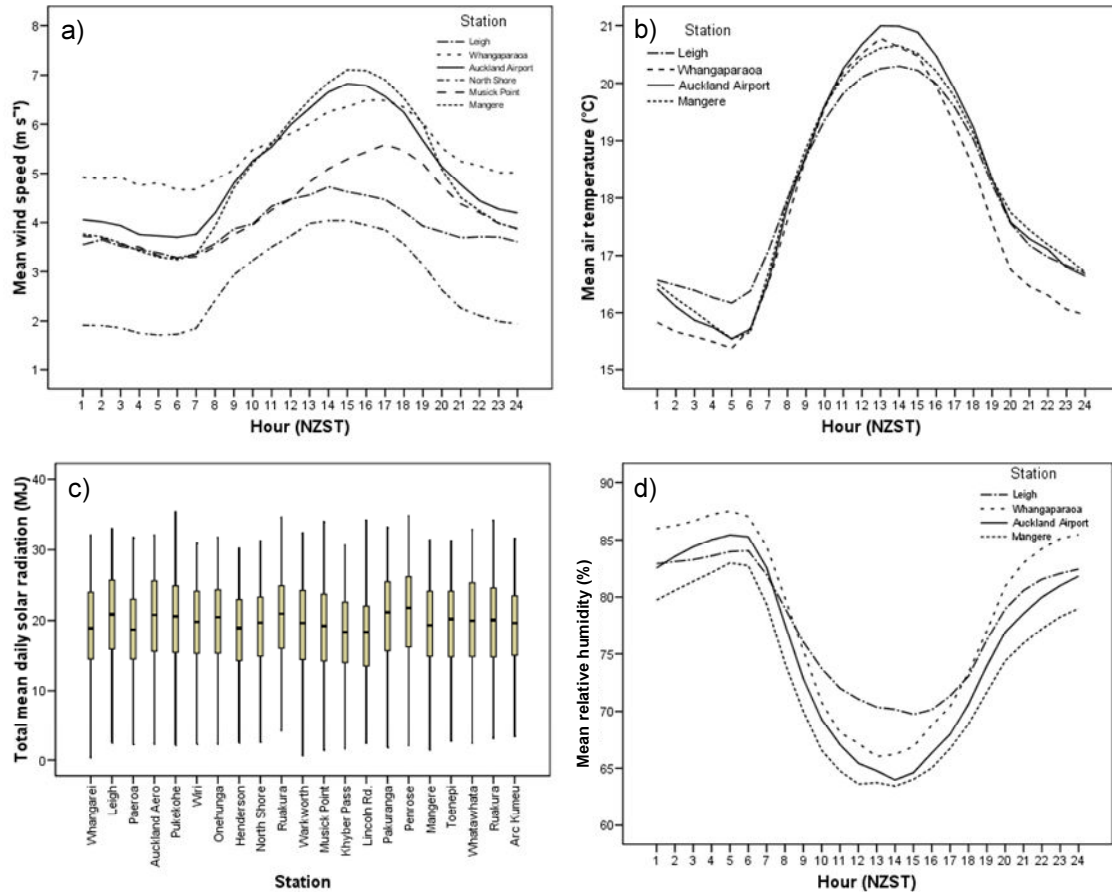 a)
Station
Leigh
Whangaparaoa
Auckland Airport
North Shore
Musick Point
Mangere
Mean wind speed (m s⁻¹)
8
7
6
5
4
3
2
1
1 2 3 4 5 6 7 8 9 10 11 12 13 14 15 16 17 18 19 20 21 22 23 24
Hour (NZST)
b)
Station
Leigh
Whangaparaoa
Auckland Airport
Mangere
Mean air temperature (°C)
21
20
19
18
17
16
15
1 2 3 4 5 6 7 8 9 10 11 12 13 14 15 16 17 18 19 20 21 22 23 24
Hour (NZST)
c)
Total mean daily solar radiation (MJ)
40
30
20
10
0
Whangarei
Leigh
Paeroa
Auckland Aero
Pukekohe
Wiri
Onehunga
Henderson
North Shore
Ruakura
Warkworth
Musick Point
Khyber Pass
Lincoln Rd.
Pakuranga
Penrose
Mangere
Toenepi
Whatawhata
Ruakura
Arc Kumeu
Station
d)
Station
Leigh
Whangaparaoa
Auckland Airport
Mangere
Mean relative humidity (%)
90
85
80
75
70
65
60
1 2 3 4 5 6 7 8 9 10 11 12 13 14 15 16 17 18 19 20 21 22 23 24
Hour (NZST)